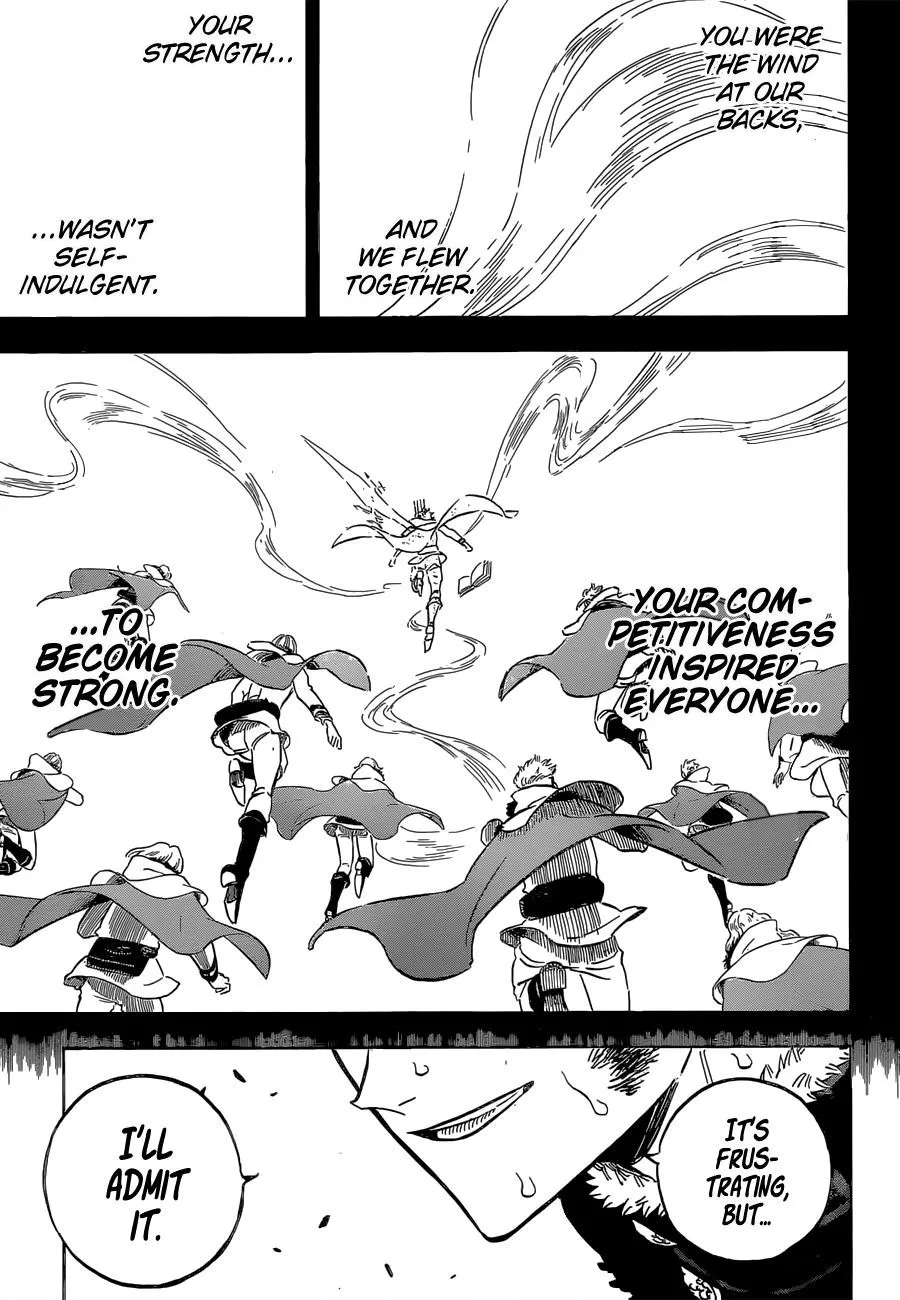 YOU WERE
THE WIND
AT OUR
BACKS,
AND
WE FLEW
TOGETHER.
YOUR
STRENGTH...
...WASN'T
SELF-
INDULGENT.
YOUR COM-
PETITIVENESS
INSPIRED
EVERYONE...
...TO
BECOME
STRONG.
IT'S
FRUS-
TRATING,
BUT...
I'LL
ADMIT
IT.